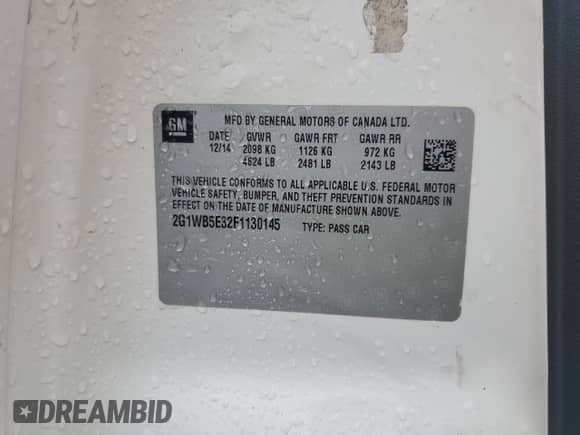 GM
MFD BY GENERAL MOTORS OF CANADA LTD.
DATE GVWR GAWR FRT GAWR RR
12/14 2098 KG 1126 KG 972 KG
4624 LB 2481 LB 2143 LB
THIS VEHICLE CONFORMS TO ALL APPLICABLE U.S. FEDERAL MOTOR
VEHICLE SAFETY, BUMPER, AND THEFT PREVENTION STANDARDS IN
EFFECT ON THE DATE OF MANUFACTURE SHOWN ABOVE.
2G1WB5E32F1130145 TYPE: PASS CAR
DREAMBID